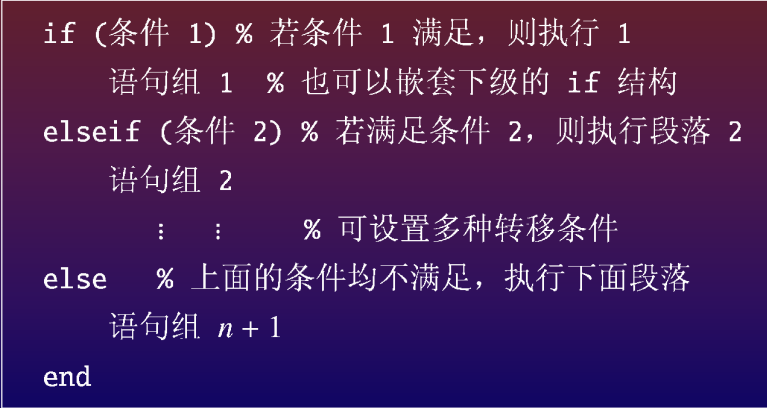 if (条件 1) % 若条件 1 满足，则执行 1
语句组 1 % 也可以嵌套下级的 if 结构
elseif (条件 2) % 若满足条件 2，则执行段落 2
语句组 2
⋮ ⋮ % 可设置多种转移条件
else % 上面的条件均不满足，执行下面段落
语句组 n + 1
end